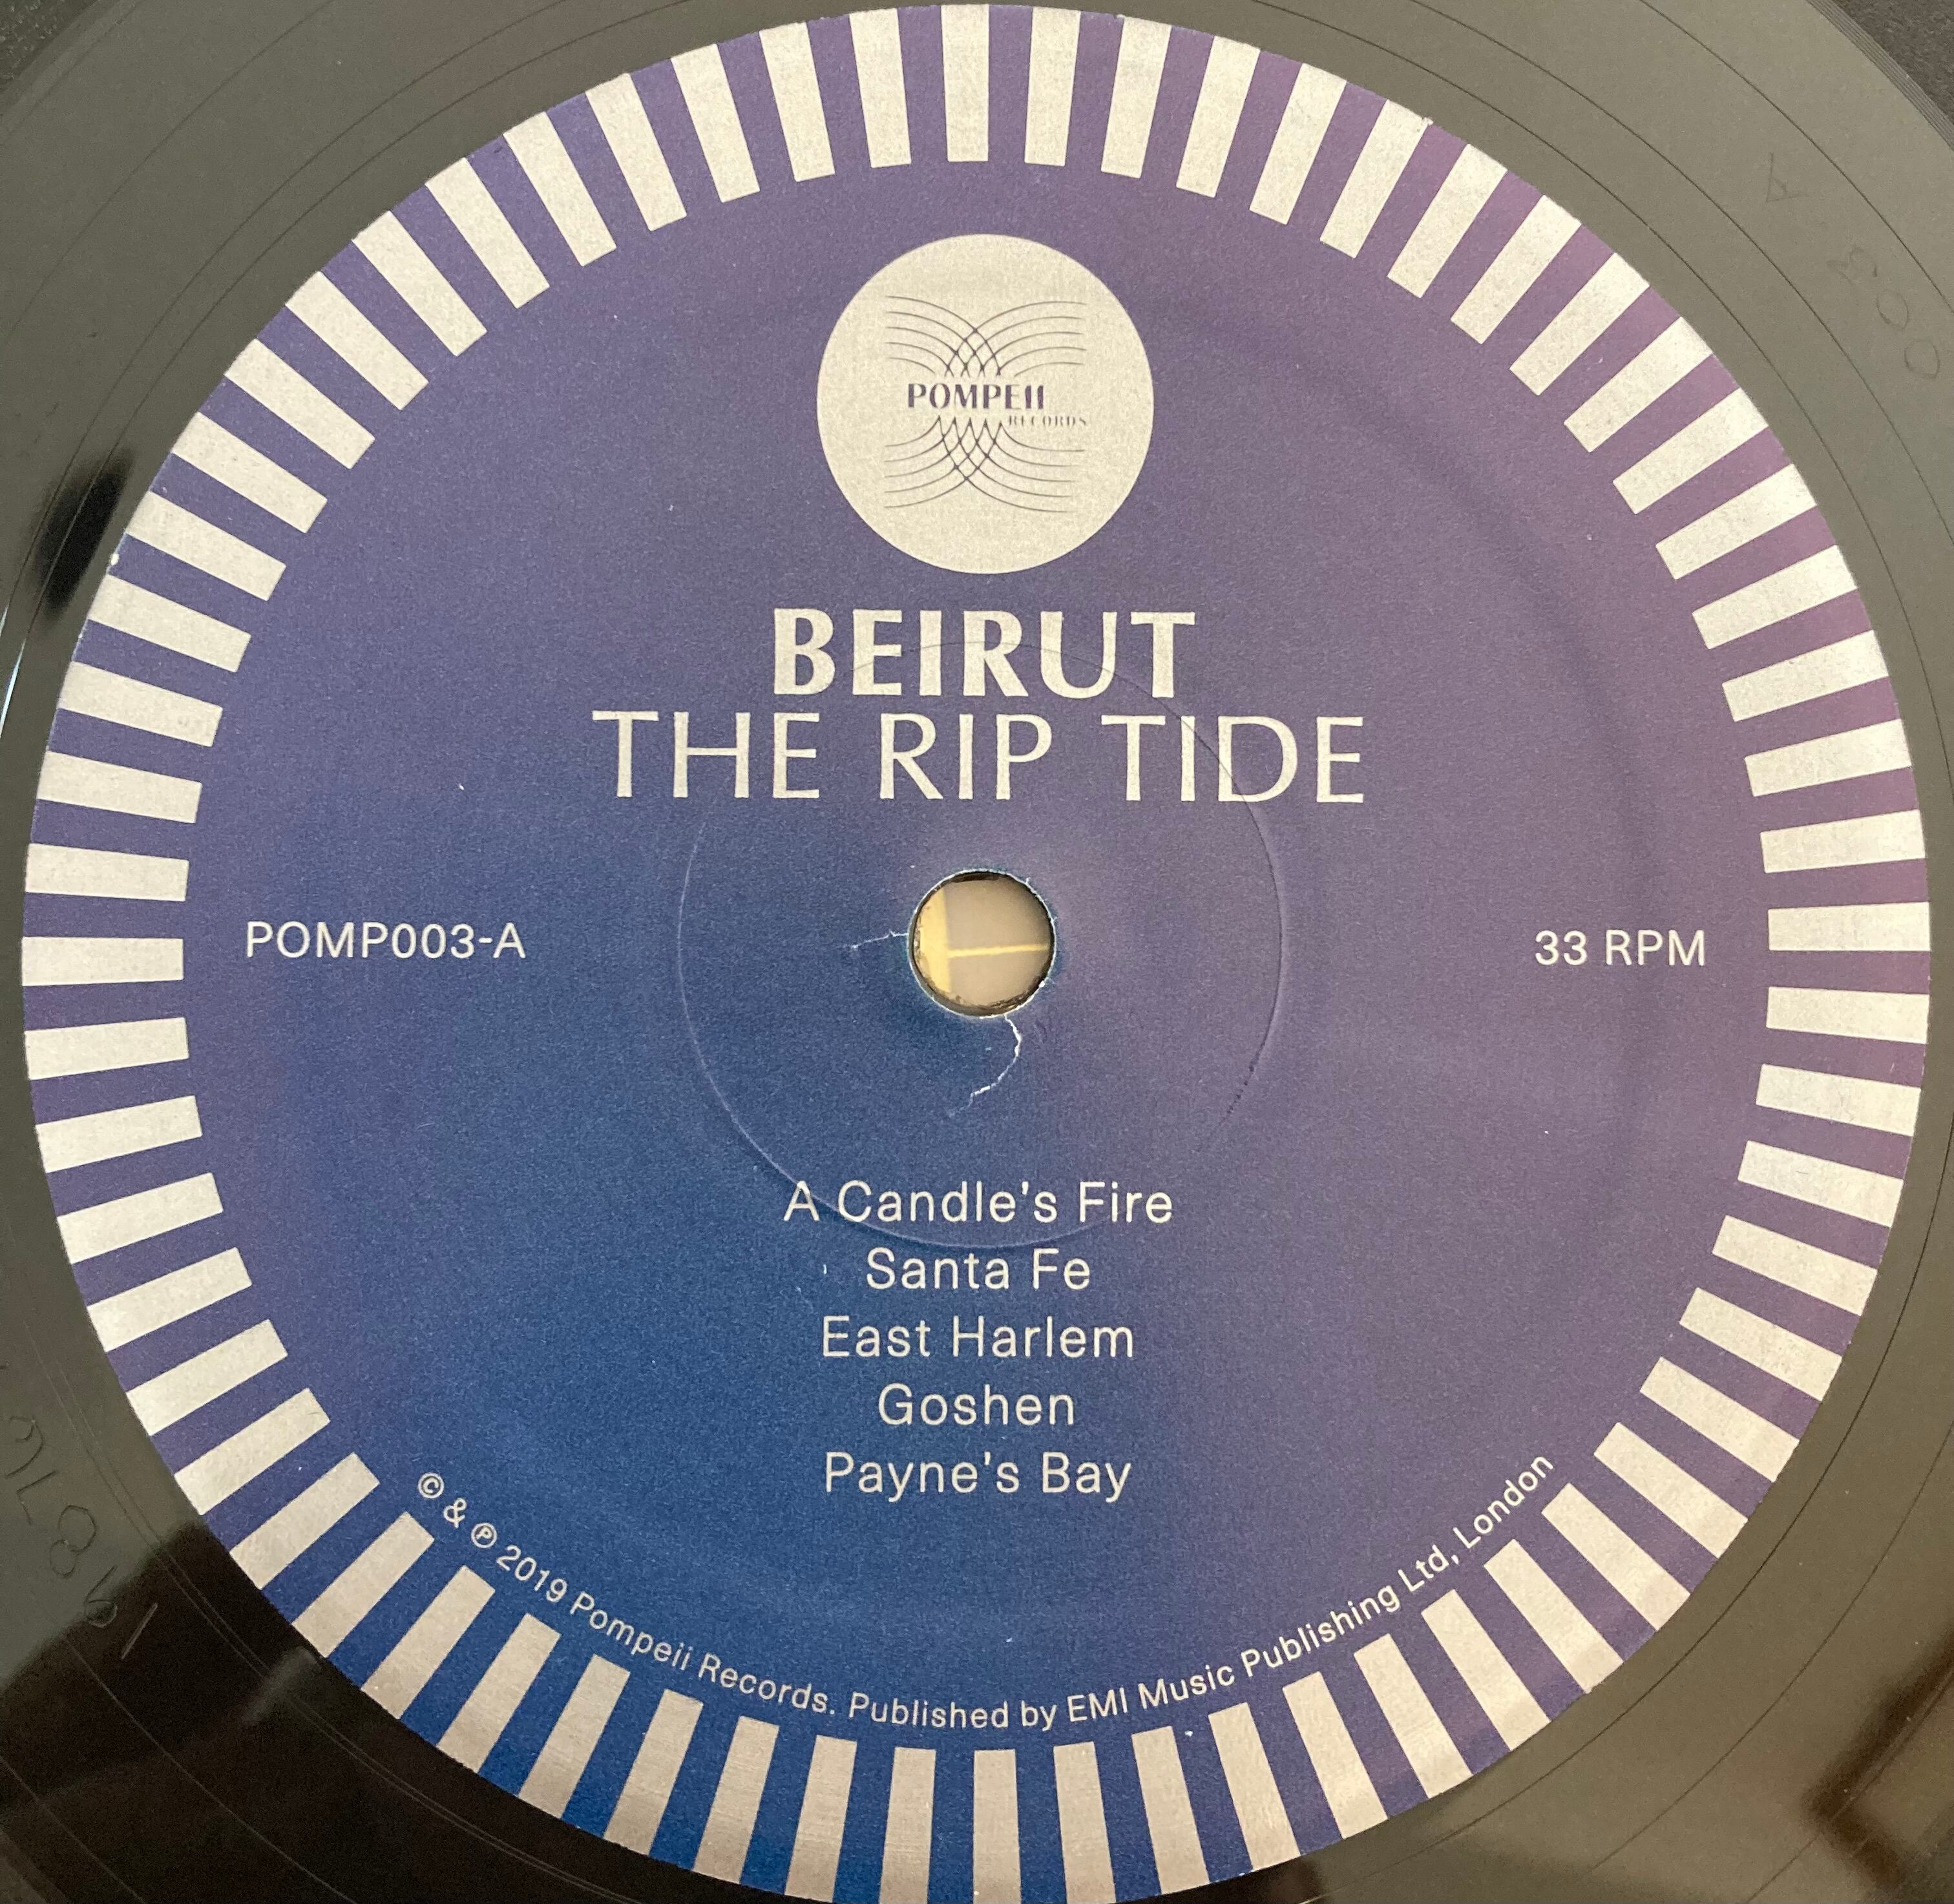 POMPEII
RECORDS
BEIRUT
THE RIP TIDE
POMP003-A
33 RPM
A Candle's Fire
Santa Fe
East Harlem
Goshen
Payne's Bay
© & ℗ 2019 Pompeii Records. Published by EMI Music Publishing Ltd, London